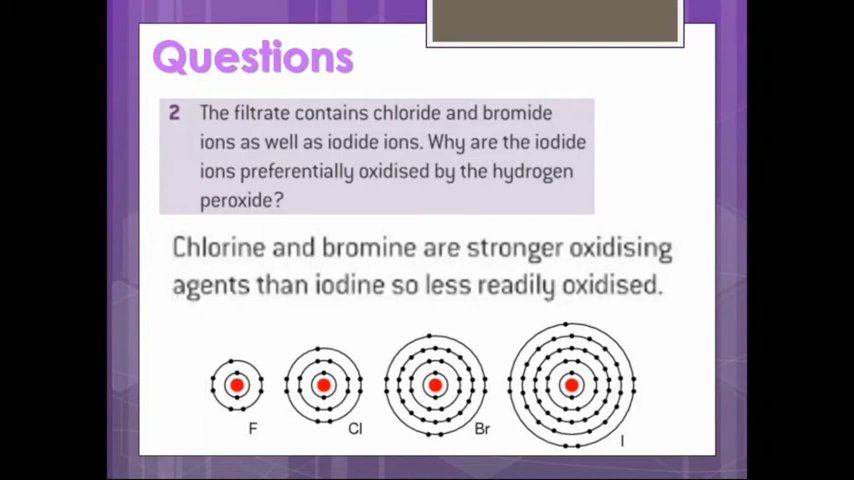 Questions
2 The filtrate contains chloride and bromide
ions as well as iodide ions. Why are the iodide
ions preferentially oxidised by the hydrogen
peroxide?
Chlorine and bromine are stronger oxidising
agents than iodine so less readily oxidised.
F Cl Br I